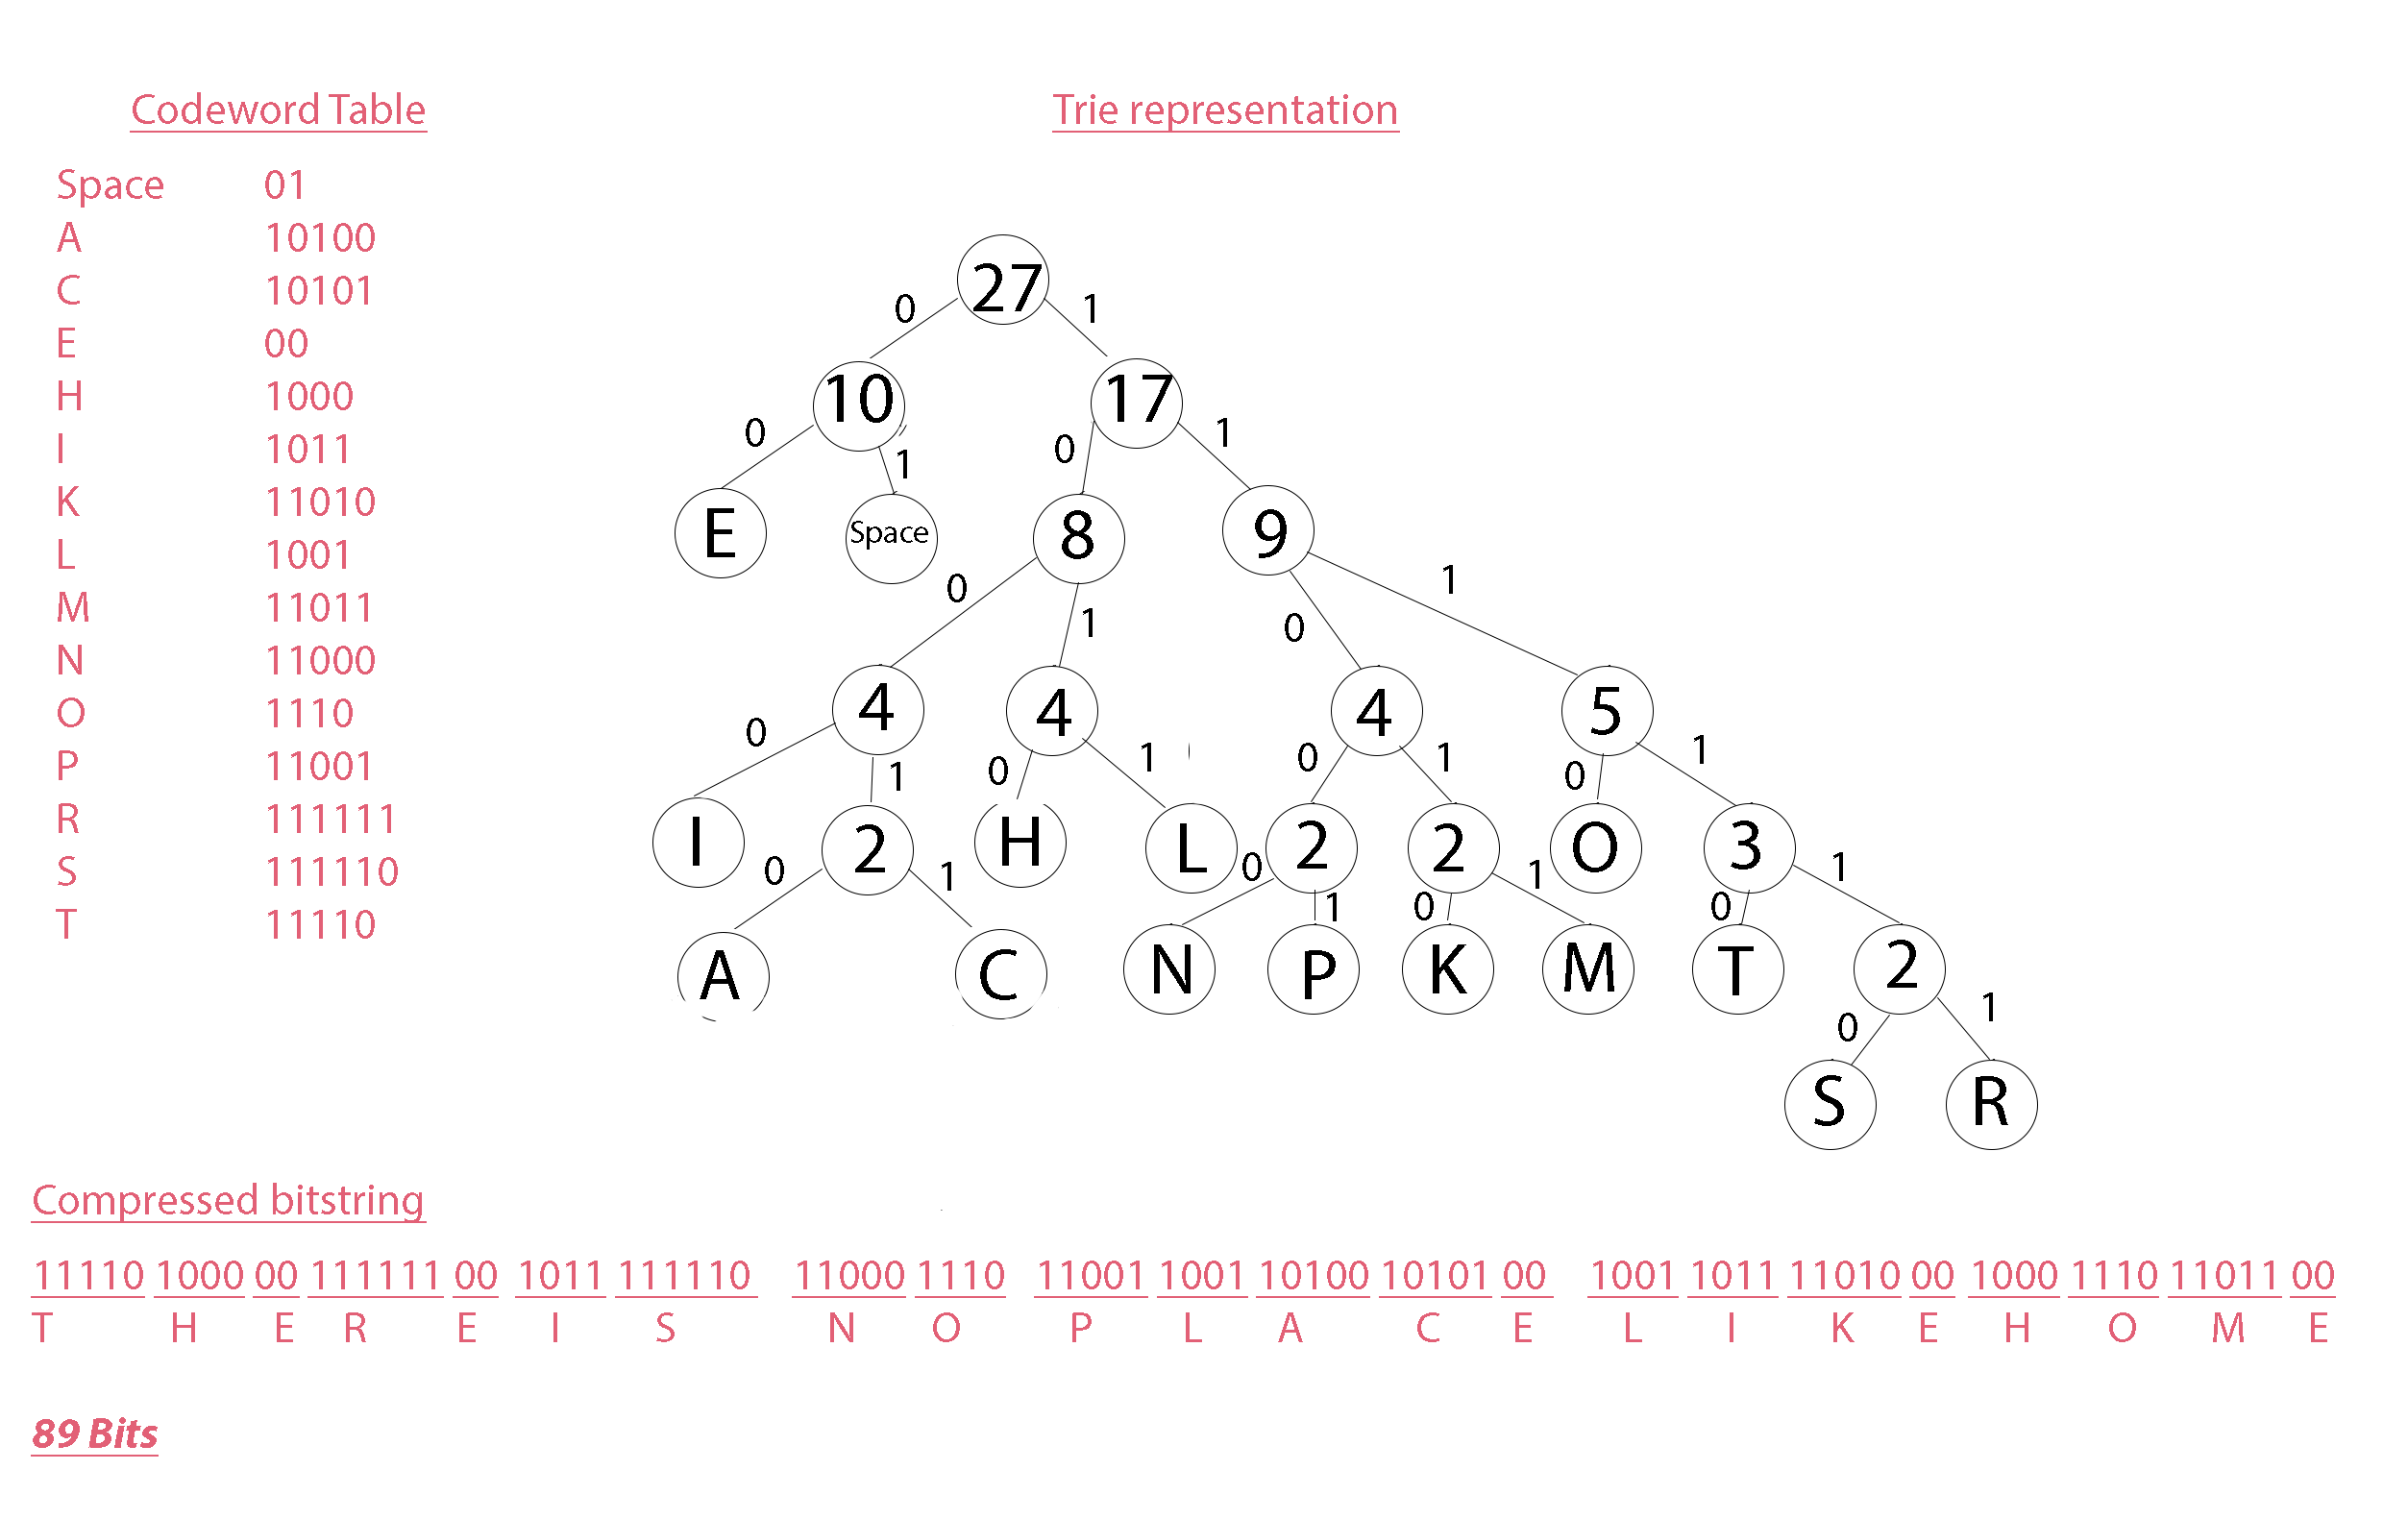 Codeword Table
Trie representation
Space 01
A 10100
C 10101
E 00
H 1000
I 1011
K 11010
L 1001
M 11011
N 11000
O 1110
P 11001
R 111111
S 111110
T 11110
27
0 1
10 17
0 1 0 1
E Space 8 9
0 1 0 1
4 4 4 5
0 1 0 1 0 1 0 1
I 2 H L 2 2 O 3
0 1 0 1 0 1 0 1
A C N P K M T 2
0 1
S R
Compressed bitstring
11110 1000 00 111111 00 1011 111110 11000 1110 11001 1001 10100 10101 00 1001 1011 11010 00 1000 1110 11011 00
T H E R E I S N O P L A C E L I K E H O M E
89 Bits